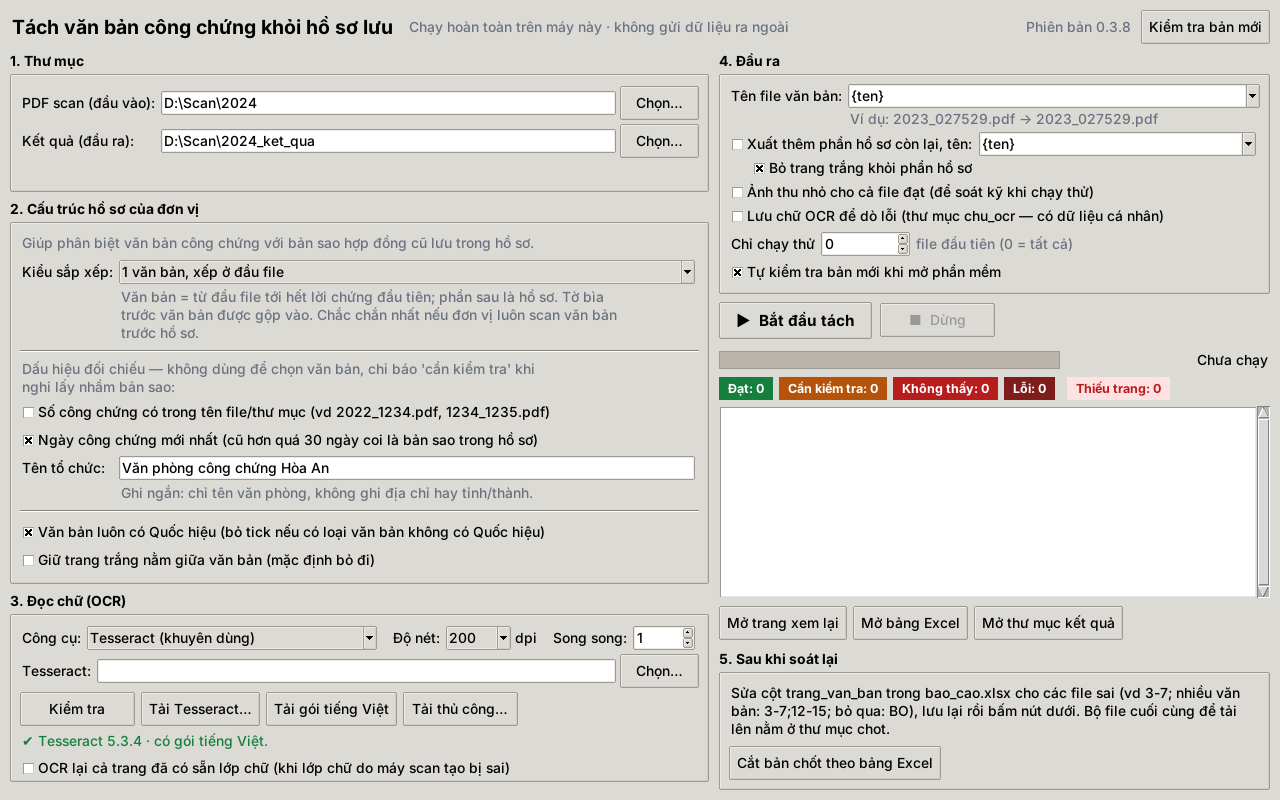 Tách văn bản công chứng khỏi hồ sơ lưu
Chạy hoàn toàn trên máy này · không gửi dữ liệu ra ngoài
Phiên bản 0.3.8
Kiểm tra bản mới
1. Thư mục
PDF scan (đầu vào):
D:\Scan\2024
Chọn...
Kết quả (đầu ra):
D:\Scan\2024_ket_qua
Chọn...
2. Cấu trúc hồ sơ của đơn vị
Giúp phân biệt văn bản công chứng với bản sao hợp đồng cũ lưu trong hồ sơ.
Kiểu sắp xếp:
1 văn bản, xếp ở đầu file
Văn bản = từ đầu file tới hết lời chứng đầu tiên; phần sau là hồ sơ. Tờ bìa
trước văn bản được gộp vào. Chắc chắn nhất nếu đơn vị luôn scan văn bản
trước hồ sơ.
Dấu hiệu đối chiếu — không dùng để chọn văn bản, chỉ báo 'cần kiểm tra' khi
nghi lấy nhầm bản sao:
Số công chứng có trong tên file/thư mục (vd 2022_1234.pdf, 1234_1235.pdf)
Ngày công chứng mới nhất (cũ hơn quá 30 ngày coi là bản sao trong hồ sơ)
Tên tổ chức:
Văn phòng công chứng Hòa An
Ghi ngắn: chỉ tên văn phòng, không ghi địa chỉ hay tỉnh/thành.
Văn bản luôn có Quốc hiệu (bỏ tick nếu có loại văn bản không có Quốc hiệu)
Giữ trang trắng nằm giữa văn bản (mặc định bỏ đi)
3. Đọc chữ (OCR)
Công cụ:
Tesseract (khuyên dùng)
Độ nét:
200
dpi
Song song:
1
Tesseract:
Chọn...
Kiểm tra
Tải Tesseract...
Tải gói tiếng Việt
Tải thủ công...
✔ Tesseract 5.3.4 · có gói tiếng Việt.
OCR lại cả trang đã có sẵn lớp chữ (khi lớp chữ do máy scan tạo bị sai)
4. Đầu ra
Tên file văn bản:
{ten}
Ví dụ: 2023_027529.pdf → 2023_027529.pdf
Xuất thêm phần hồ sơ còn lại, tên:
{ten}
Bỏ trang trắng khỏi phần hồ sơ
Ảnh thu nhỏ cho cả file đạt (để soát kỹ khi chạy thử)
Lưu chữ OCR để dò lỗi (thư mục chu_ocr — có dữ liệu cá nhân)
Chỉ chạy thử
0
file đầu tiên (0 = tất cả)
Tự kiểm tra bản mới khi mở phần mềm
▶ Bắt đầu tách
■ Dừng
Chưa chạy
Đạt: 0
Cần kiểm tra: 0
Không thấy: 0
Lỗi: 0
Thiếu trang: 0
Mở trang xem lại
Mở bảng Excel
Mở thư mục kết quả
5. Sau khi soát lại
Sửa cột trang_van_ban trong bao_cao.xlsx cho các file sai (vd 3-7; nhiều văn
bản: 3-7;12-15; bỏ qua: BO), lưu lại rồi bấm nút dưới. Bộ file cuối cùng để tải
lên nằm ở thư mục chot.
Cắt bản chốt theo bảng Excel